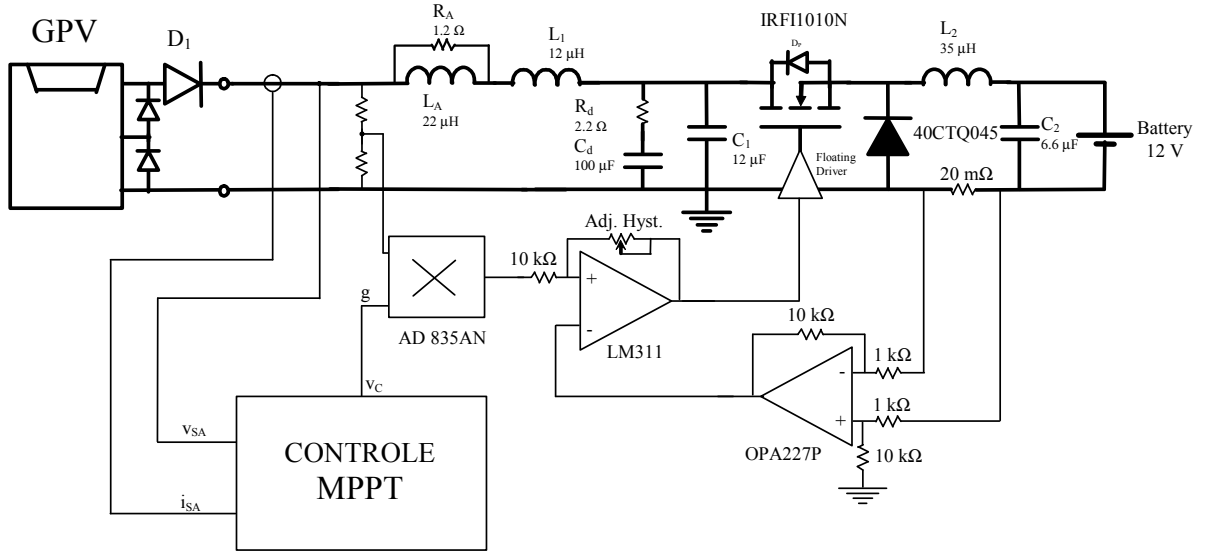 GPV
D1
RA
1.2 Ω
LA
22 μH
L1
12 μH
Rd
2.2 Ω
Cd
100 μF
C1
12 μF
IRFI1010N
DP
Floating
Driver
40CTQ045
L2
35 μH
C2
6.6 μF
Battery
12 V
20 mΩ
Adj. Hyst.
10 kΩ
+
-
LM311
g
AD 835AN
10 kΩ
1 kΩ
-
1 kΩ
+
OPA227P
10 kΩ
vC
vSA
iSA
CONTROLE
MPPT